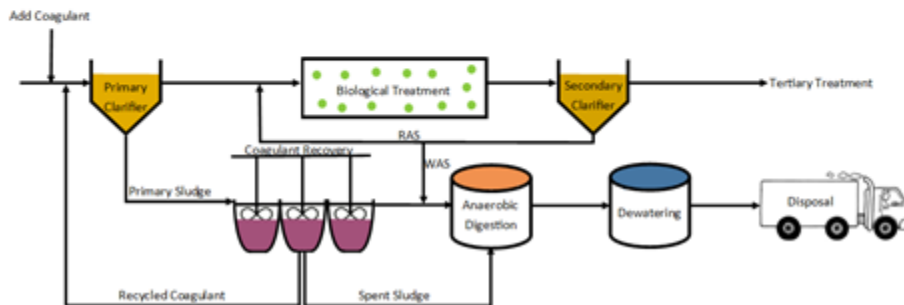 Add Coagulant
Primary
Clarifier
Biological Treatment
Secondary
Clarifier
Tertiary Treatment
RAS
Coagulant Recovery
WAS
Primary Sludge
Anaerobic
Digestion
Dewatering
Disposal
Recycled Coagulant
Spent Sludge